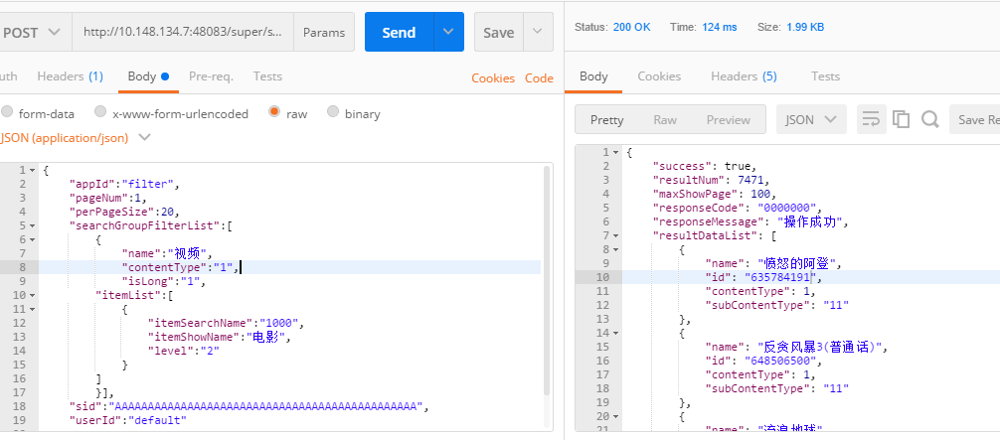 POST
http://10.148.134.7:48083/super/s...
Params
Send
Save
uth
Headers (1)
Body
Pre-req.
Tests
Cookies
Code
form-data
x-www-form-urlencoded
raw
binary
JSON (application/json)
1 {
2 "appId":"filter",
3 "pageNum":1,
4 "perPageSize":20,
5 "searchGroupFilterList":[
6 {
7 "name":"视频",
8 "contentType":"1",
9 "isLong":"1",
10 "itemList":[
11 {
12 "itemSearchName":"1000",
13 "itemShowName":"电影",
14 "level":"2"
15 }
16 ]
17 }],
18 "sid":"AAAAAAAAAAAAAAAAAAAAAAAAAAAAAAAAAAAAAAAAAAAAAA",
19 "userId":"default"
Status: 200 OK
Time: 124 ms
Size: 1.99 KB
Body
Cookies
Headers (5)
Tests
Pretty
Raw
Preview
JSON
Save Re
1 {
2 "success": true,
3 "resultNum": 7471,
4 "maxShowPage": 100,
5 "responseCode": "0000000",
6 "responseMessage": "操作成功",
7 "resultDataList": [
8 {
9 "name": "愤怒的阿登",
10 "id": "635784191",
11 "contentType": 1,
12 "subContentType": "11"
13 },
14 {
15 "name": "反贪风暴3(普通话)",
16 "id": "648506500",
17 "contentType": 1,
18 "subContentType": "11"
19 },
20 {
21 "name": "流浪地球"